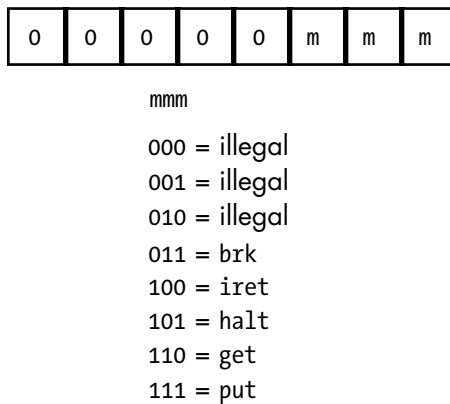 0 0 0 0 0 m m m
mmm
000 = illegal
001 = illegal
010 = illegal
011 = brk
100 = iret
101 = halt
110 = get
111 = put